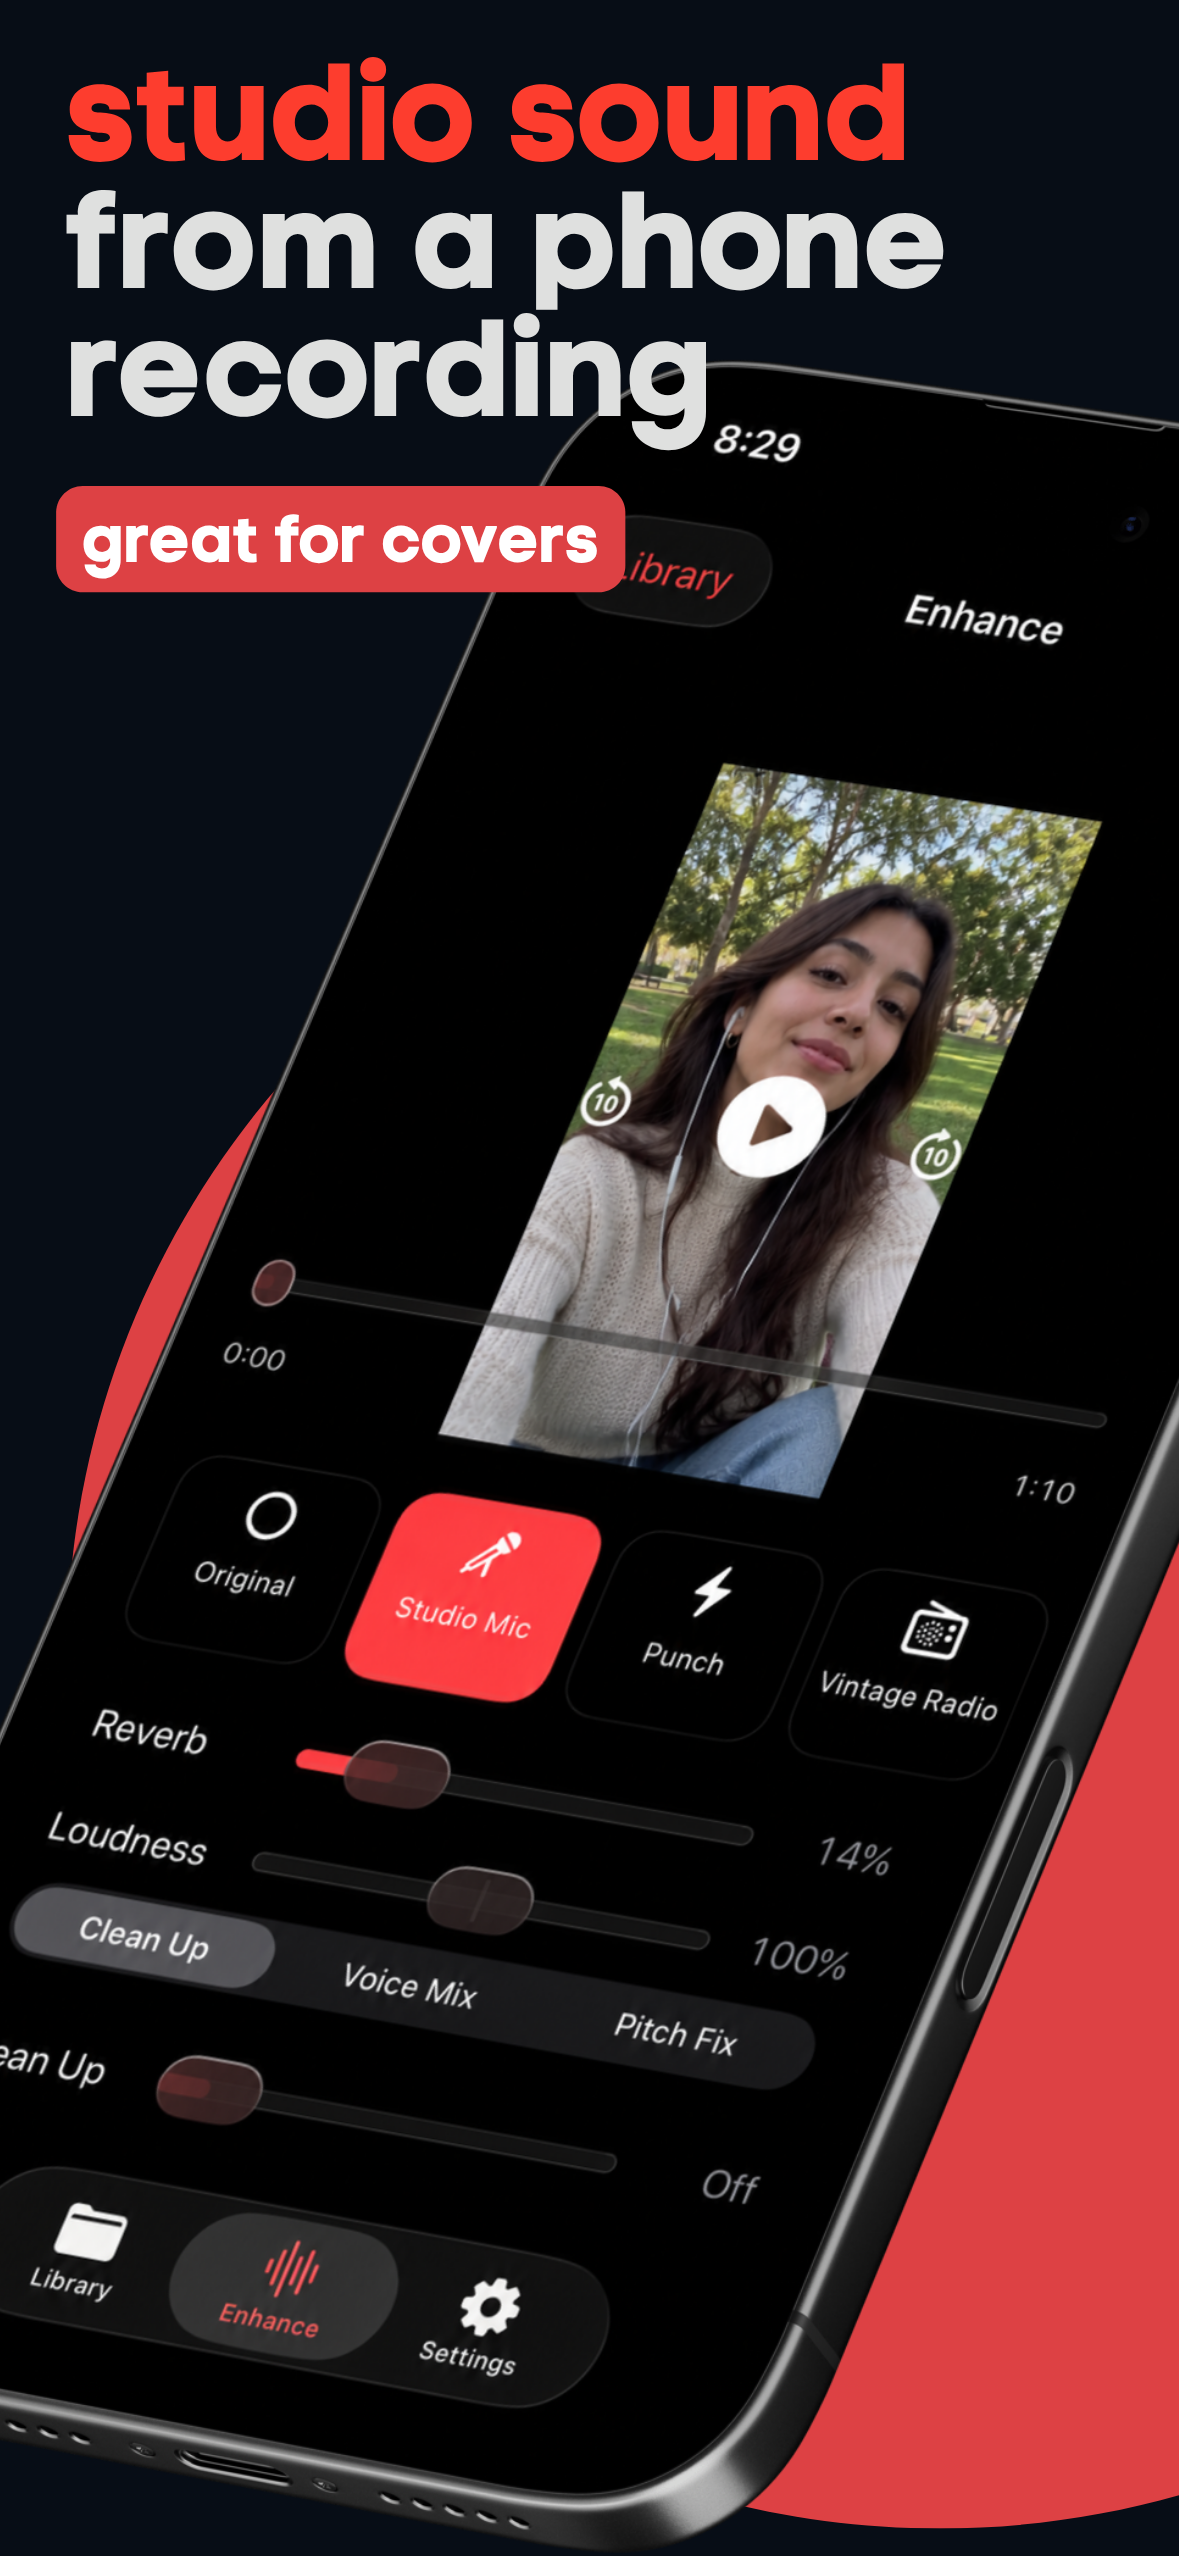 studio sound
from a phone
recording
great for covers
8:29
Library
Enhance
10
10
0:00
1:10
Original
Studio Mic
Punch
Vintage Radio
Reverb
14%
Loudness
100%
Clean Up
Voice Mix
Pitch Fix
ean Up
Off
Library
Enhance
Settings